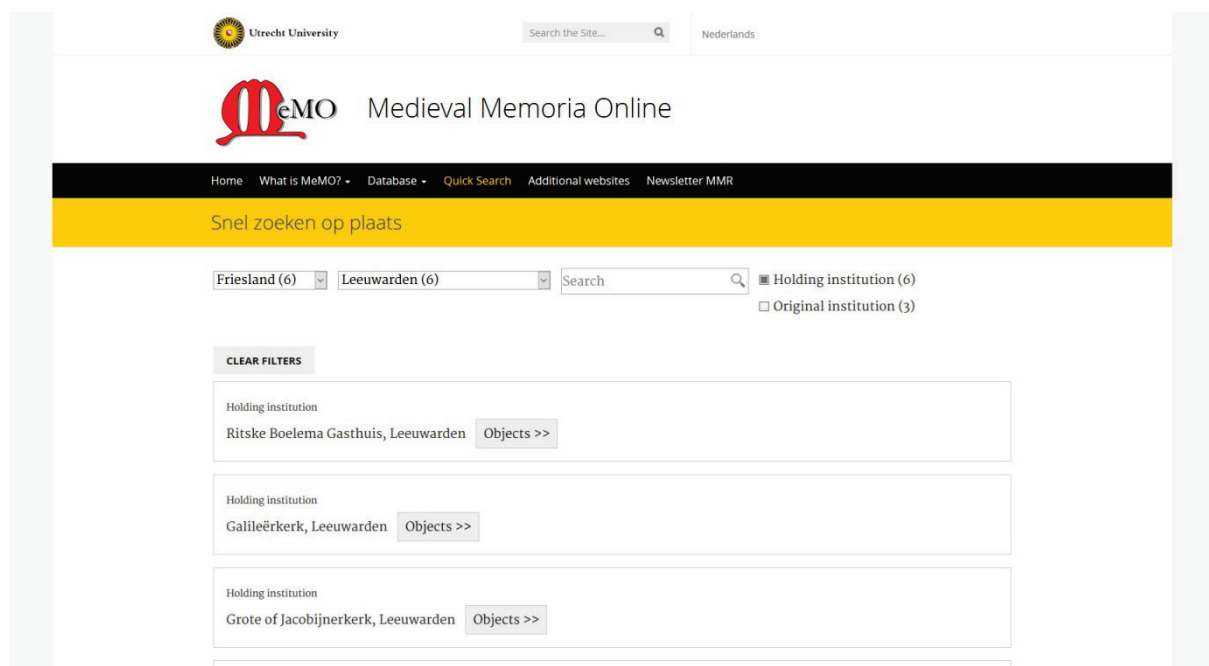 Utrecht University
Search the Site...
Nederlands
MeMO
Medieval Memoria Online
Home What is MeMO? Database Quick Search Additional websites Newsletter MMR
Snel zoeken op plaats
Friesland (6) Leeuwarden (6) Search Holding institution (6)
Original institution (3)
CLEAR FILTERS
Holding institution
Ritske Boelema Gasthuis, Leeuwarden Objects >>
Holding institution
Galileërkerk, Leeuwarden Objects >>
Holding institution
Grote of Jacobijnerkerk, Leeuwarden Objects >>